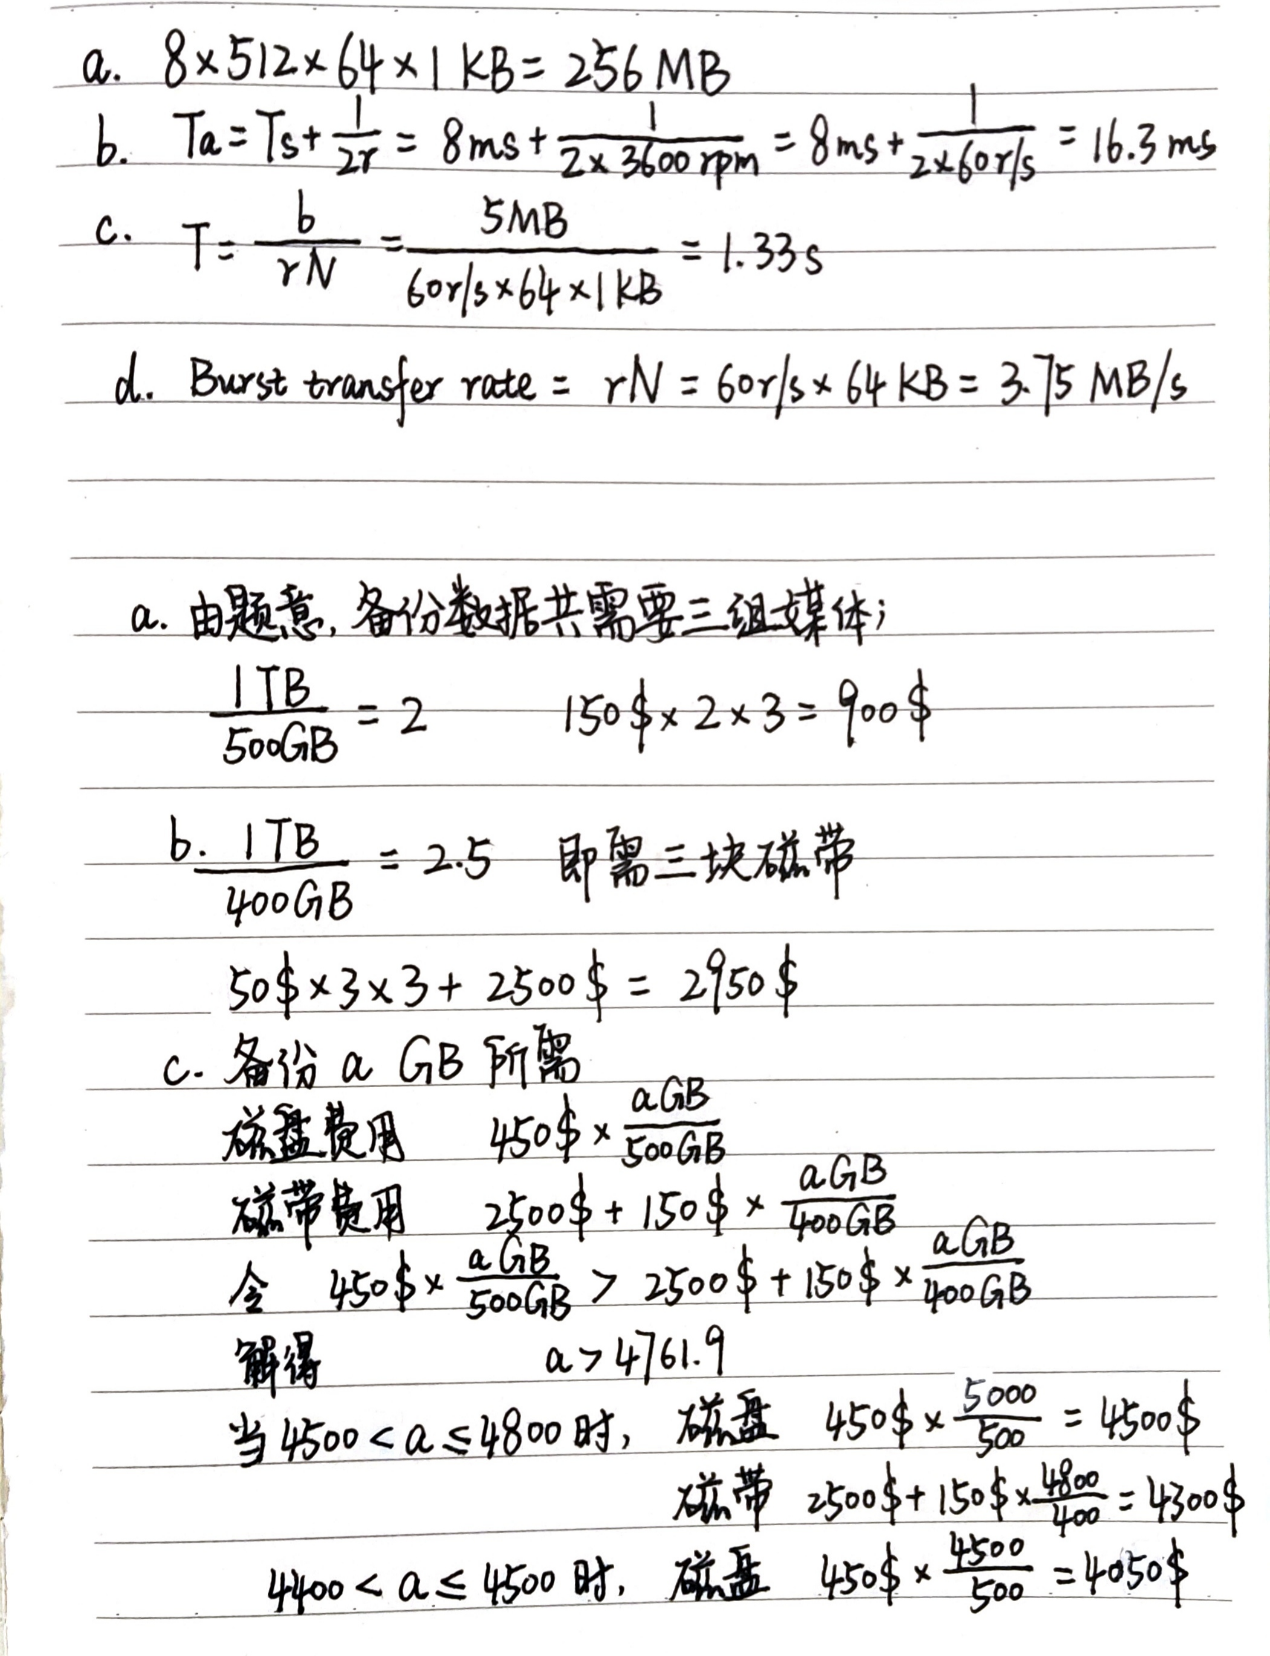 a. 8×512×64×1 KB = 256 MB
b. Ta = Ts + 1/2r = 8ms + 1/(2×3600 rpm) = 8ms + 1/(2×60r/s) = 16.3 ms
c. T = b/rN = 5MB/(60r/s×64×1KB) = 1.33s
d. Burst transfer rate = rN = 60r/s × 64 KB = 3.75 MB/s
a. 由题意, 备份数据共需要三组媒体;
1TB/500GB = 2 150$×2×3 = 900$
b. 1TB/400GB = 2.5 即需三块磁带
50$×3×3+2500$ = 2950$
c. 备份 a GB 所需
磁盘费用 450$ × aGB/500GB
磁带费用 2500$ + 150$ × aGB/400GB
令 450$ × aGB/500GB > 2500$ + 150$ × aGB/400GB
解得 a > 4761.9
当 4500 < a ≤ 4800 时, 磁盘 450$ × 5000/500 = 4500$
磁带 2500$ + 150$ × 4800/400 = 4300$
4400 < a ≤ 4500 时, 磁盘 450$ × 4500/500 = 4050$